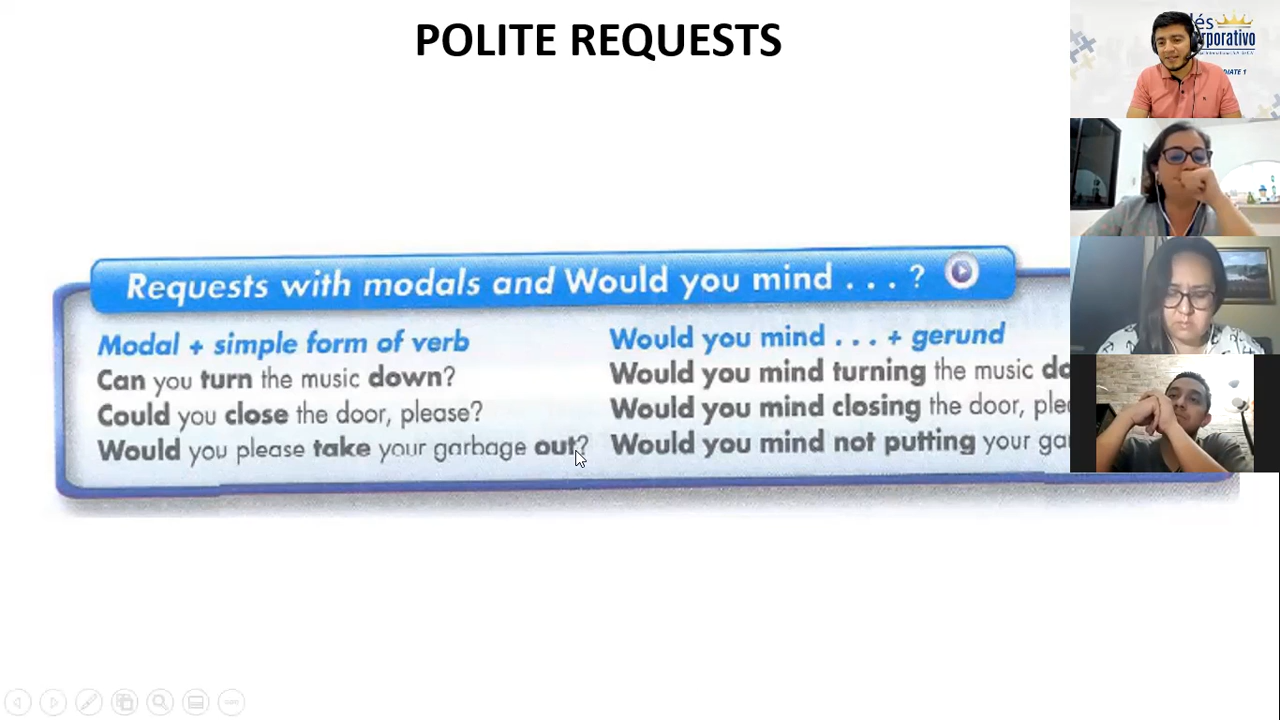 POLITE REQUESTS
Requests with modals and Would you mind . . . ?
Modal + simple form of verb
Can you turn the music down?
Could you close the door, please?
Would you please take your garbage out?
Would you mind . . . + gerund
Would you mind turning the music
Would you mind closing the door,
Would you mind not putting your